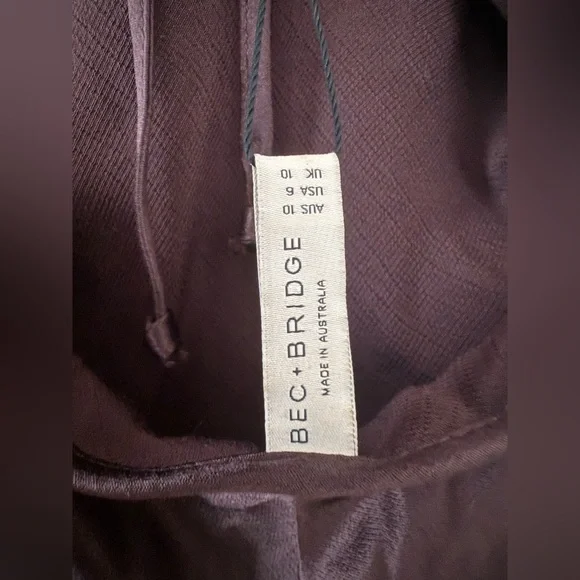 BEC+BRIDGE
MADE IN AUSTRALIA
AUS 10
USA 6
UK 10